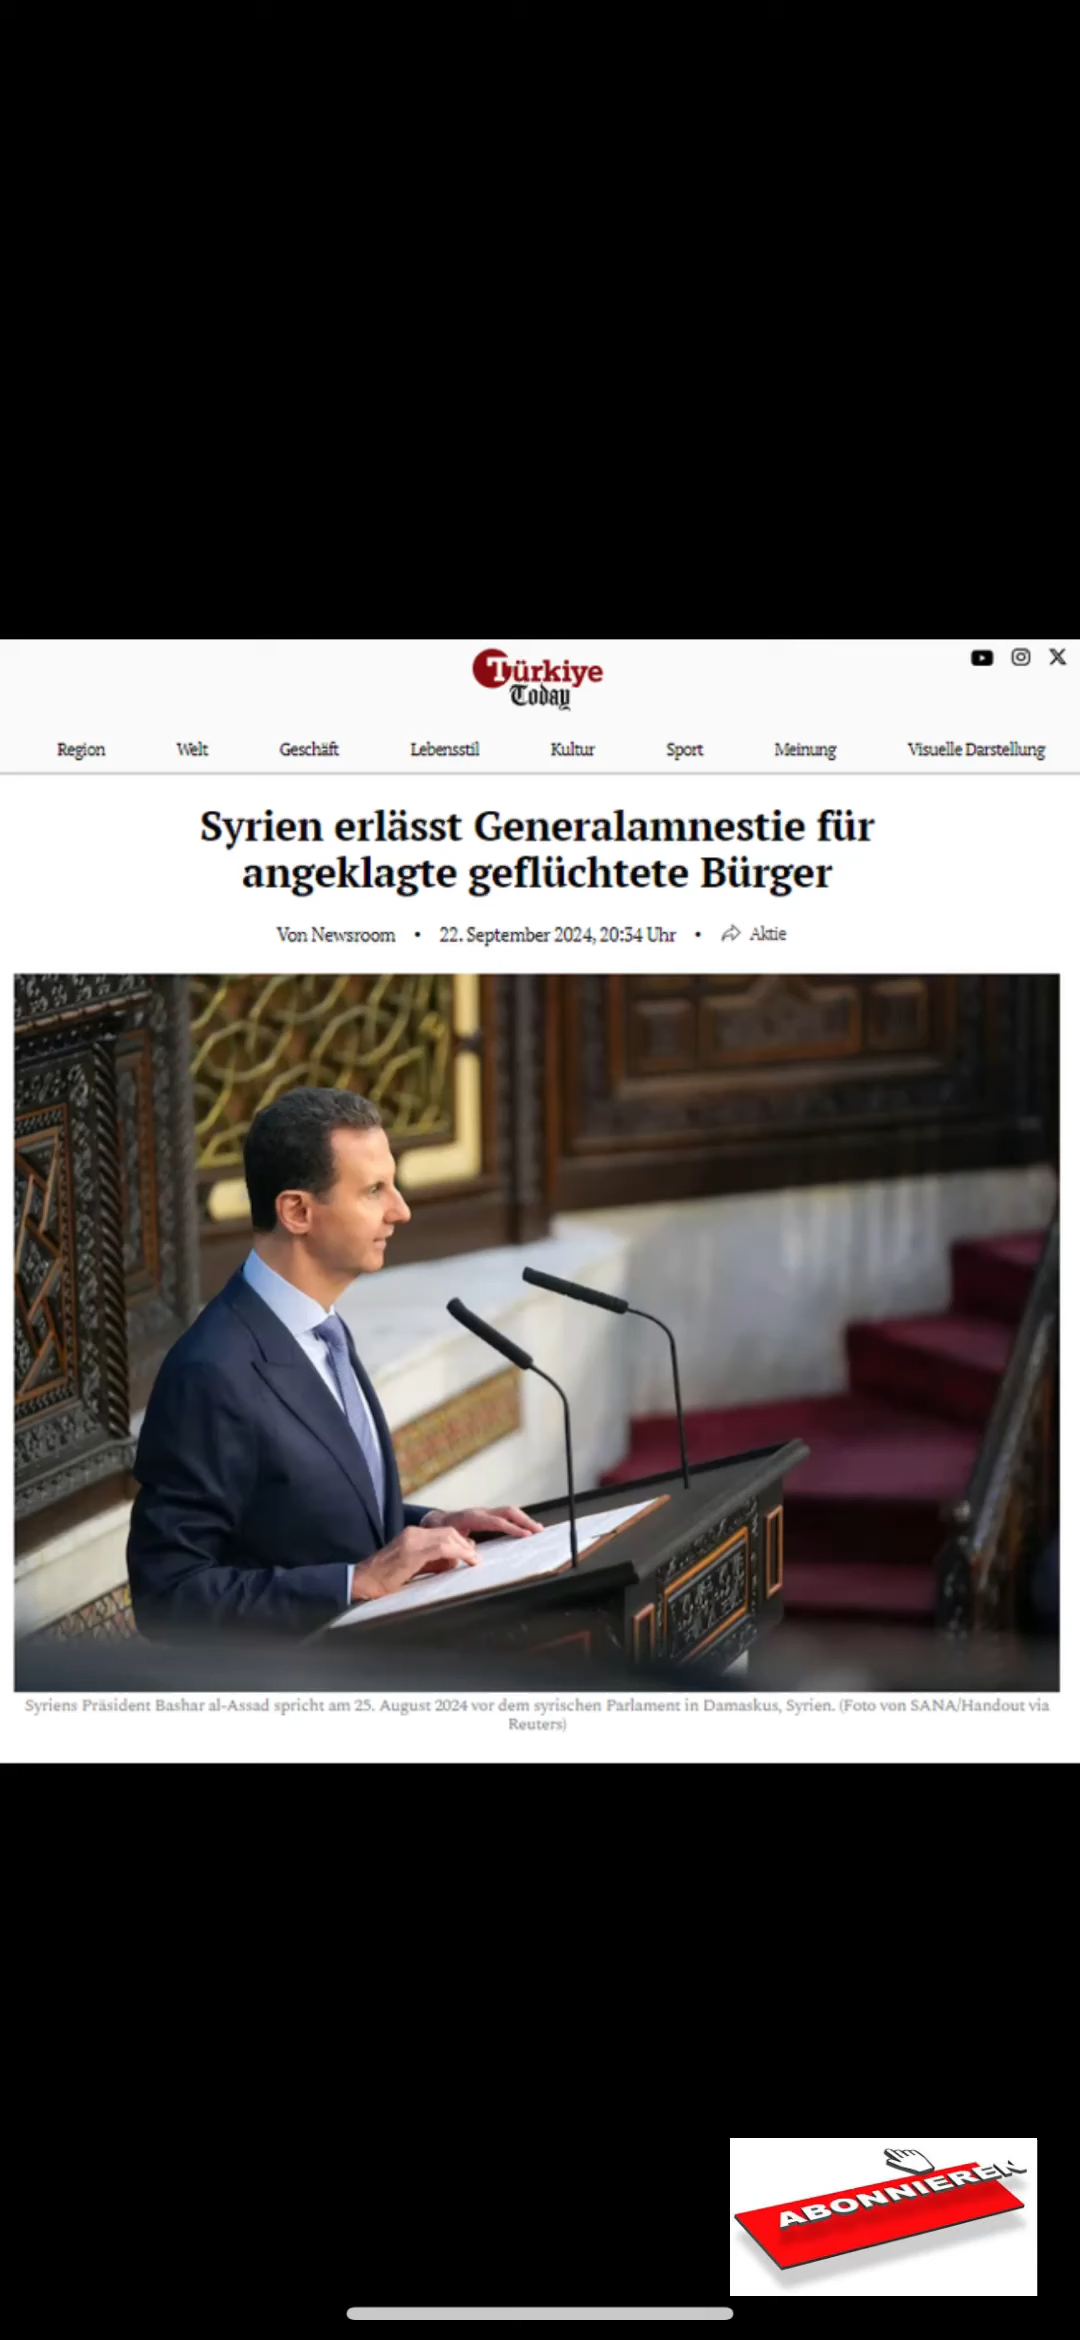 Türkiye
Today
Region Welt Geschäft Lebensstil Kultur Sport Meinung Visuelle Darstellung
Syrien erlässt Generalamnestie für
angeklagte geflüchtete Bürger
Von Newsroom • 22. September 2024, 20:34 Uhr • Aktie
Syriens Präsident Bashar al-Assad spricht am 25. August 2024 vor dem syrischen Parlament in Damaskus, Syrien. (Foto von SANA/Handout via
Reuters)
ABONNIEREN